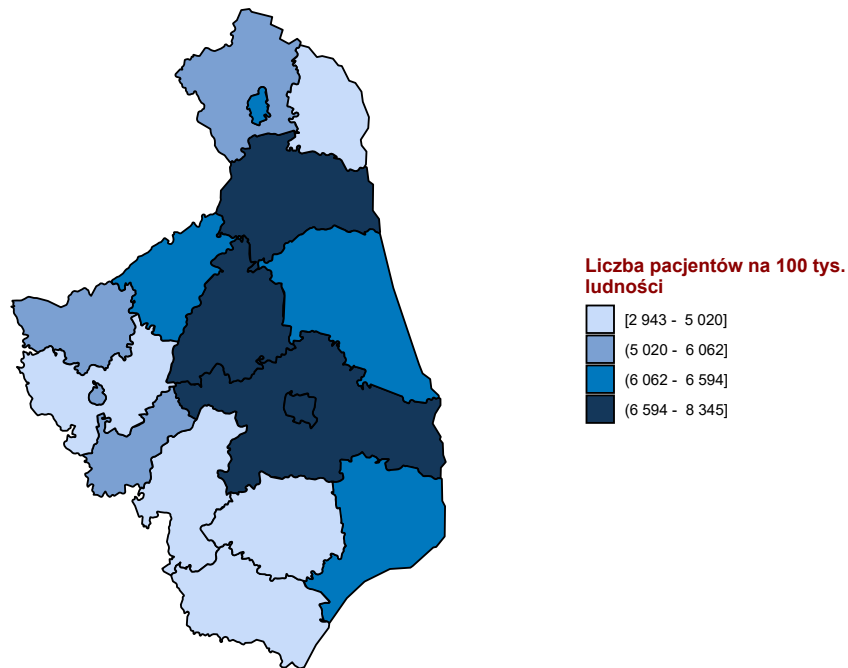 Liczba pacjentów na 100 tys.
ludności
[2 943 - 5 020]
(5 020 - 6 062]
(6 062 - 6 594]
(6 594 - 8 345]